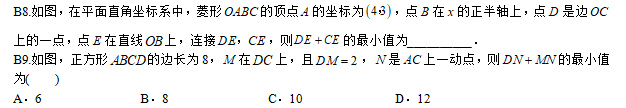 B8.如图，在平面直角坐标系中，菱形OABC的顶点A的坐标为(4,3)，点B在x的正半轴上，点D是边OC
上的一点，点E在直线OB上，连接DE，CE，则DE+CE的最小值为__________．
B9.如图，正方形ABCD的边长为8，M在DC上，且DM=2，N是AC上一动点，则DN+MN的最小值
为(　　)
A．6　　B．8　　C．10　　D．12